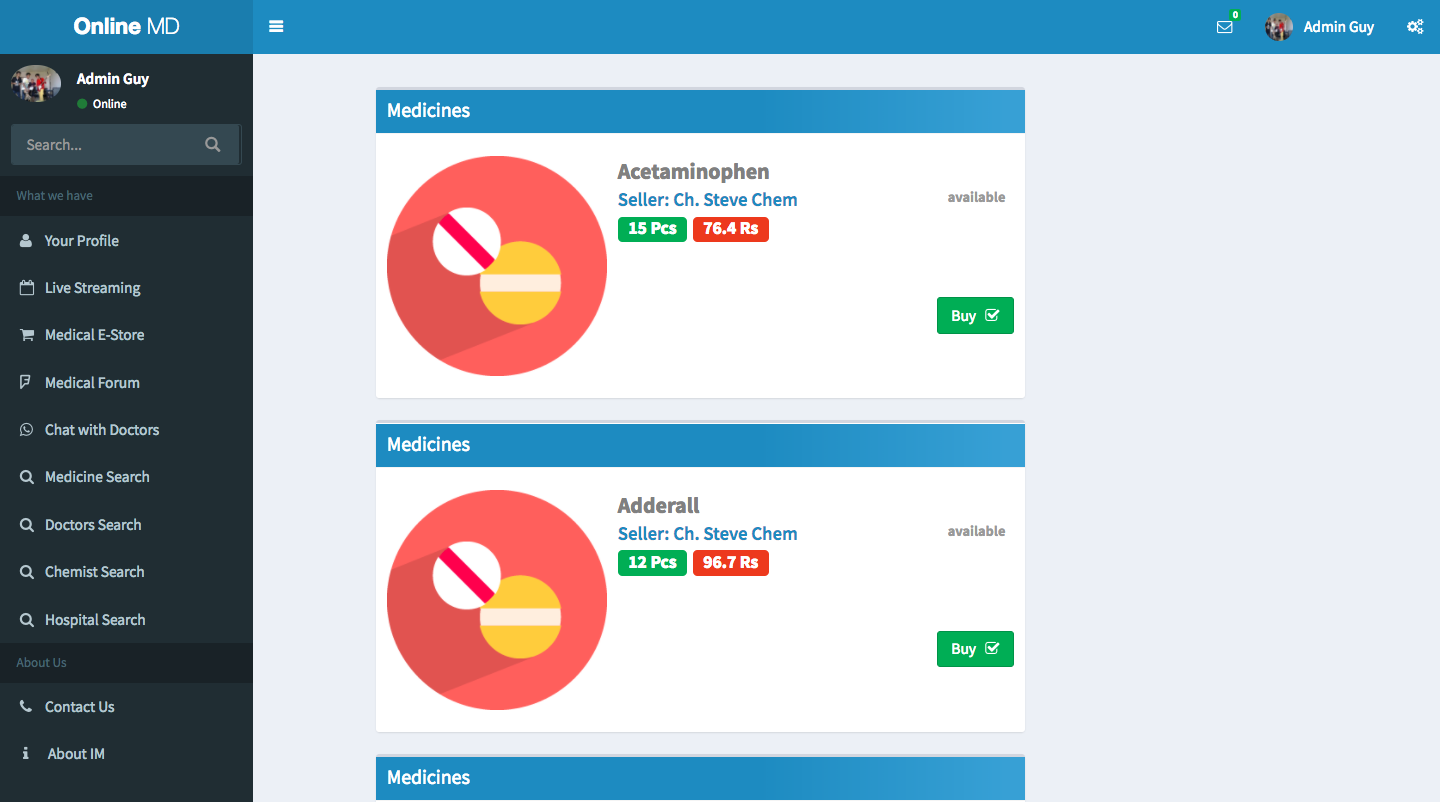 Online MD
0
Admin Guy
Admin Guy
Online
Search...
What we have
Your Profile
Live Streaming
Medical E-Store
Medical Forum
Chat with Doctors
Medicine Search
Doctors Search
Chemist Search
Hospital Search
About Us
Contact Us
About IM
Medicines
Acetaminophen
Seller: Ch. Steve Chem
available
15 Pcs 76.4 Rs
Buy
Medicines
Adderall
Seller: Ch. Steve Chem
available
12 Pcs 96.7 Rs
Buy
Medicines